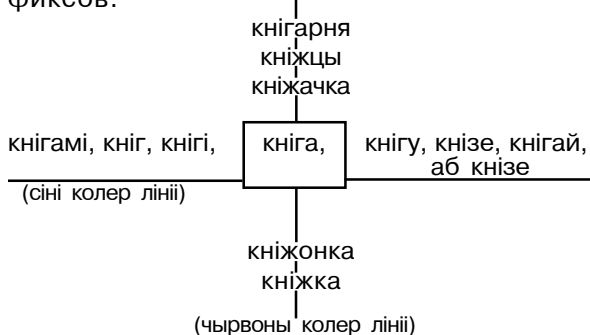 фиксов.
кнігарня
кніжцы
кніжачка
кнігамі, кніг, кнігі, кніга, кнігу, кнізе, кнігай,
аб кнізе
(сіні колер лініі)
кніжонка
кніжка
(чырвоны колер лініі)